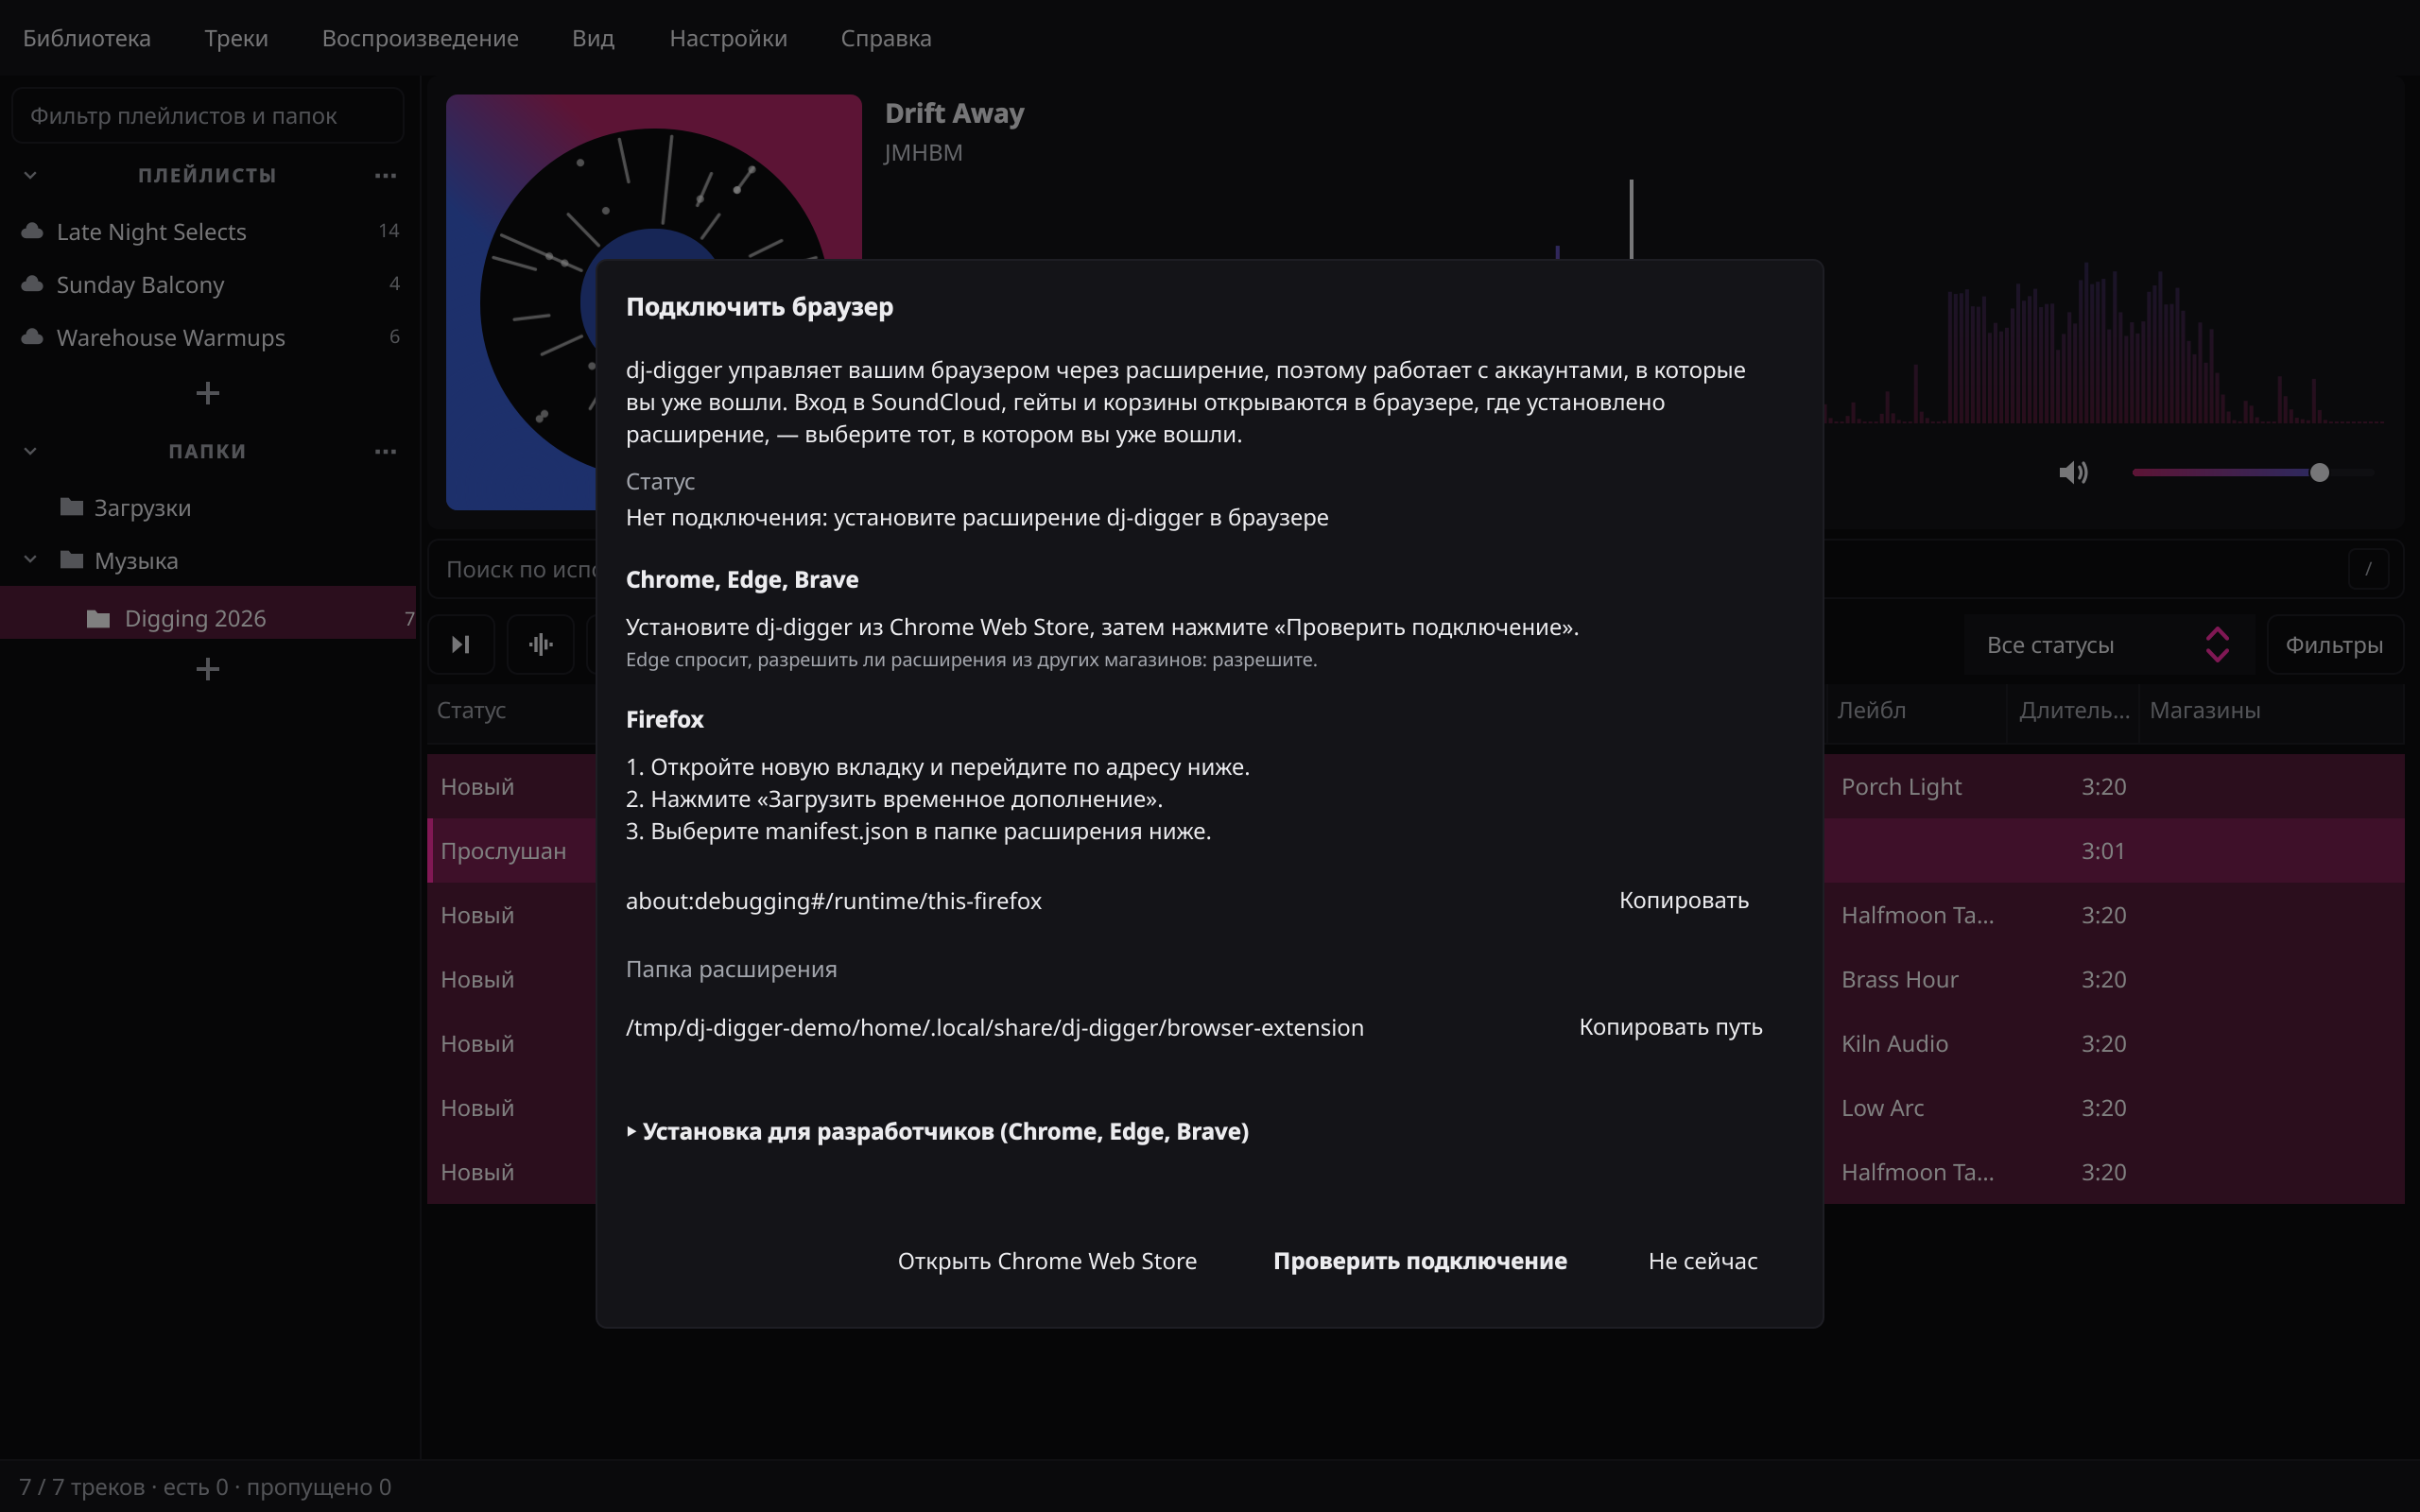 Библиотека Треки Воспроизведение Вид Настройки Справка
Фильтр плейлистов и папок
ПЛЕЙЛИСТЫ
Late Night Selects 14
Sunday Balcony 4
Warehouse Warmups 6
ПАПКИ
Загрузки
Музыка
Digging 2026 7
Drift Away
JMHBM
Поиск по
/
Все статусы
Фильтры
Статус Лейбл Длитель... Магазины
Новый Porch Light 3:20
Прослушан 3:01
Новый Halfmoon Ta... 3:20
Новый Brass Hour 3:20
Новый Kiln Audio 3:20
Новый Low Arc 3:20
Новый Halfmoon Ta... 3:20
Подключить браузер
dj-digger управляет вашим браузером через расширение, поэтому работает с аккаунтами, в которые
вы уже вошли. Вход в SoundCloud, гейты и корзины открываются в браузере, где установлено
расширение, — выберите тот, в котором вы уже вошли.
Статус
Нет подключения: установите расширение dj-digger в браузере
Chrome, Edge, Brave
Установите dj-digger из Chrome Web Store, затем нажмите «Проверить подключение».
Edge спросит, разрешить ли расширения из других магазинов: разрешите.
Firefox
1. Откройте новую вкладку и перейдите по адресу ниже.
2. Нажмите «Загрузить временное дополнение».
3. Выберите manifest.json в папке расширения ниже.
about:debugging#/runtime/this-firefox Копировать
Папка расширения
/tmp/dj-digger-demo/home/.local/share/dj-digger/browser-extension Копировать путь
Установка для разработчиков (Chrome, Edge, Brave)
Открыть Chrome Web Store Проверить подключение Не сейчас
7 / 7 треков · есть 0 · пропущено 0